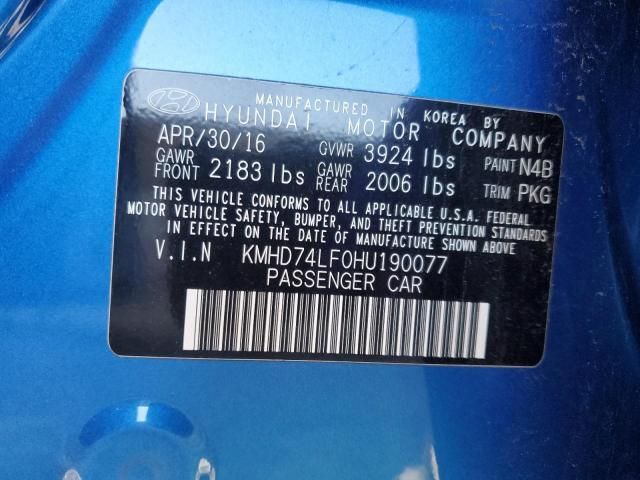 MANUFACTURED IN KOREA BY
HYUNDAI MOTOR COMPANY
APR/30/16 GVWR 3924 lbs PAINT N4B
GAWR FRONT 2183 lbs GAWR REAR 2006 lbs TRIM PKG
THIS VEHICLE CONFORMS TO ALL APPLICABLE U.S.A. FEDERAL
MOTOR VEHICLE SAFETY, BUMPER, AND THEFT PREVENTION STANDARDS
IN EFFECT ON THE DATE OF MANUFACTURE SHOWN ABOVE
V.I.N KMHD74LF0HU190077
PASSENGER CAR